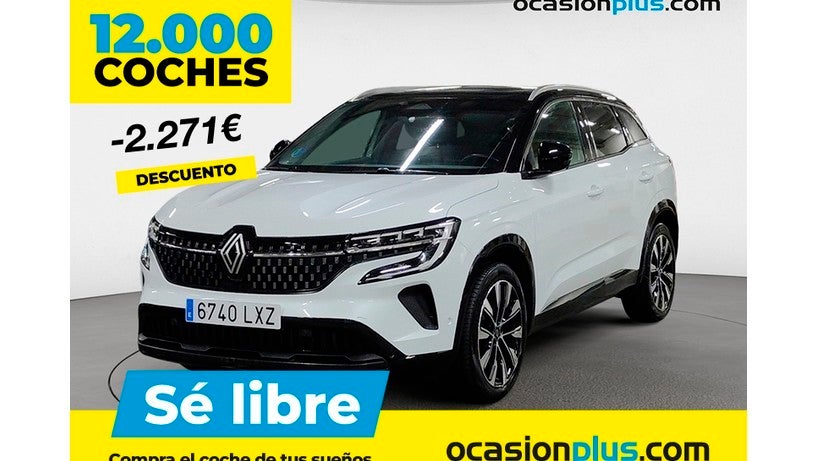 ocasionplus.com
12.000
COCHES
-2.271€
DESCUENTO
6740 LXZ
Sé libre
Compra el coche de tus sueños
ocasionplus.com